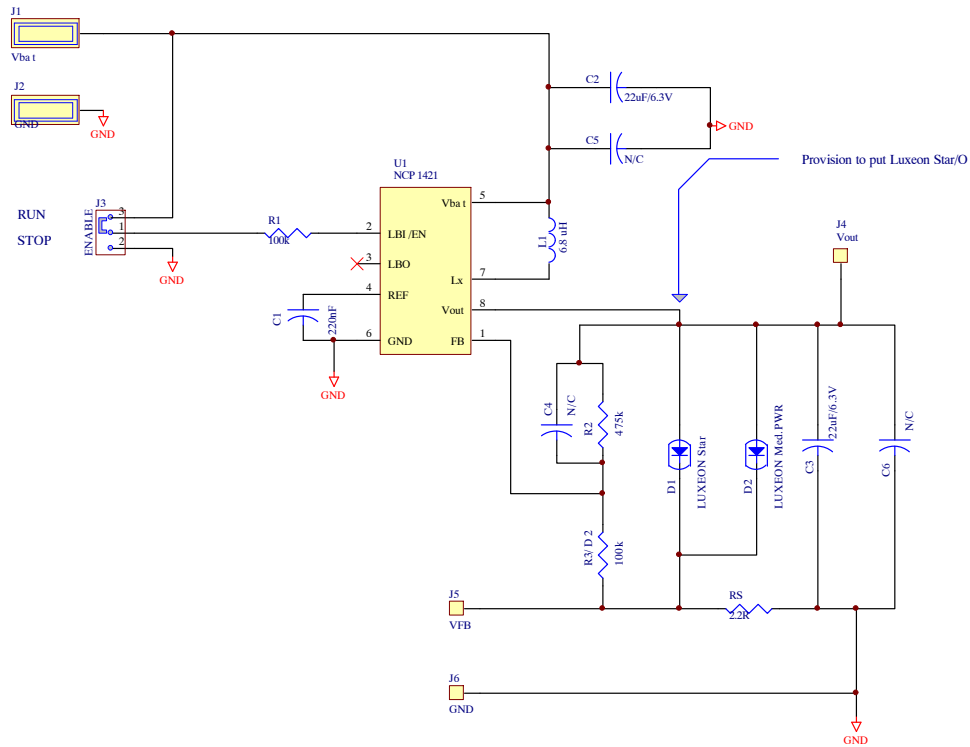 J1
Vba t
J2
GND
GND
C2
22uF/6.3V
GND
C5
N/C
Provision to put Luxeon Star/O
U1
NCP 1421
RUN
STOP
J3
ENABLE
3
1
2
GND
R1
100k
2
LBI /EN
3
LBO
4
REF
6
GND
5
Vba t
7
Lx
8
Vout
1
FB
L1
6.8 uH
C1
220nF
GND
J4
Vout
C4
N/C
R2
475k
R3/ D 2
100k
D1
LUXEON Star
D2
LUXEON Med.PWR
C3
22uF/6.3V
C6
N/C
J5
VFB
RS
2.2R
J6
GND
GND